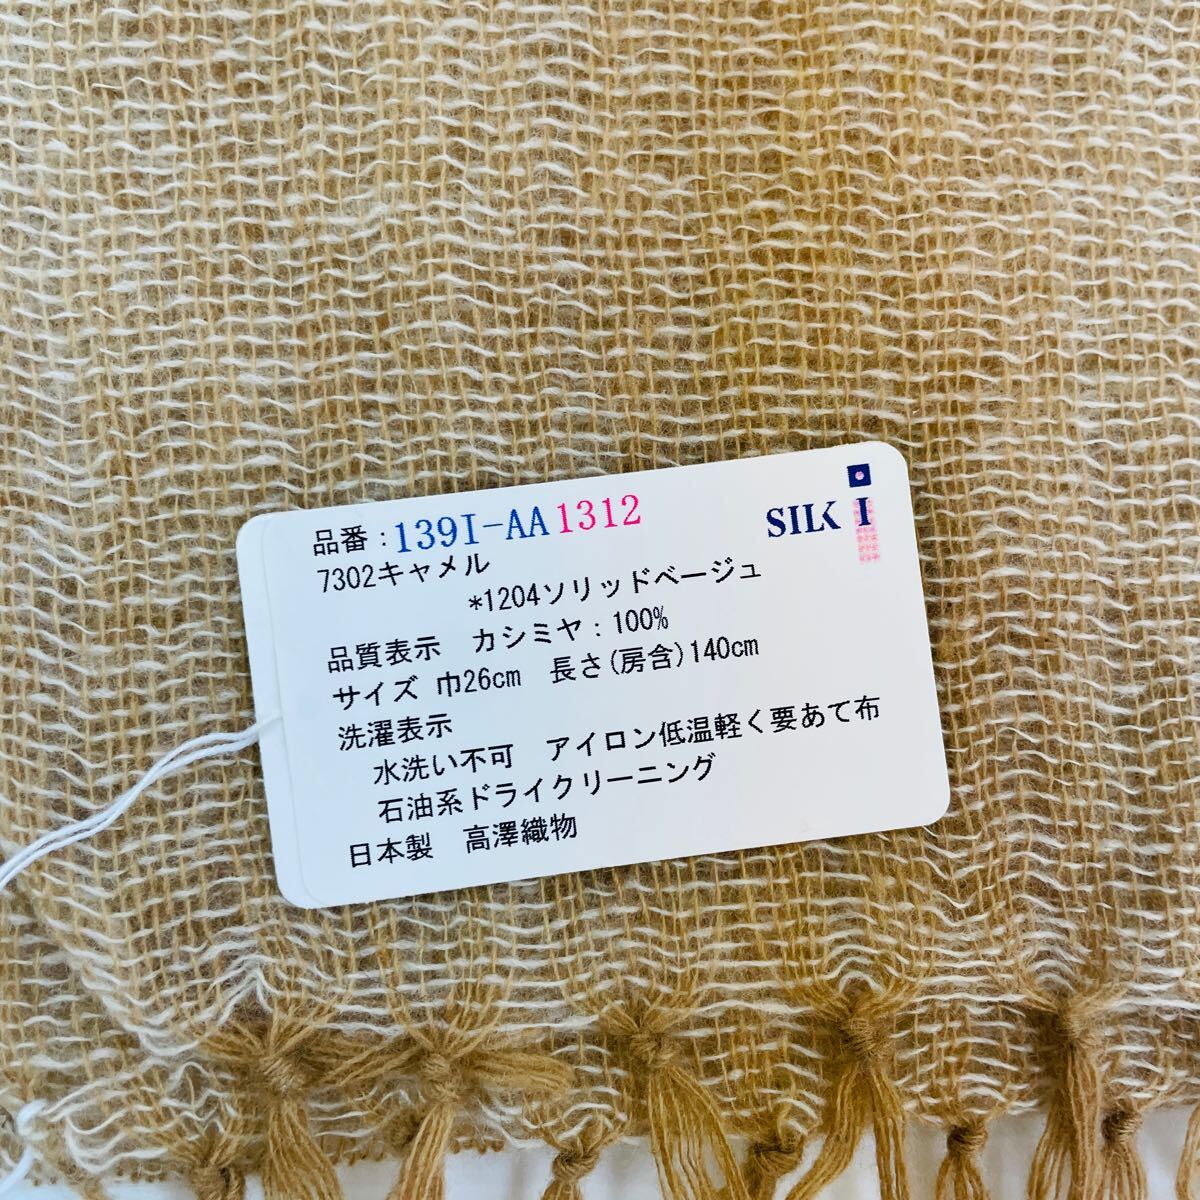 品番：139I-AA1312
SILK I
7302キャメル
*1204ソリッドベージュ
品質表示　カシミヤ：100%
サイズ 巾26cm　長さ(房含)140cm
洗濯表示
水洗い不可　アイロン低温軽く要あて布
石油系ドライクリーニング
日本製　高澤織物